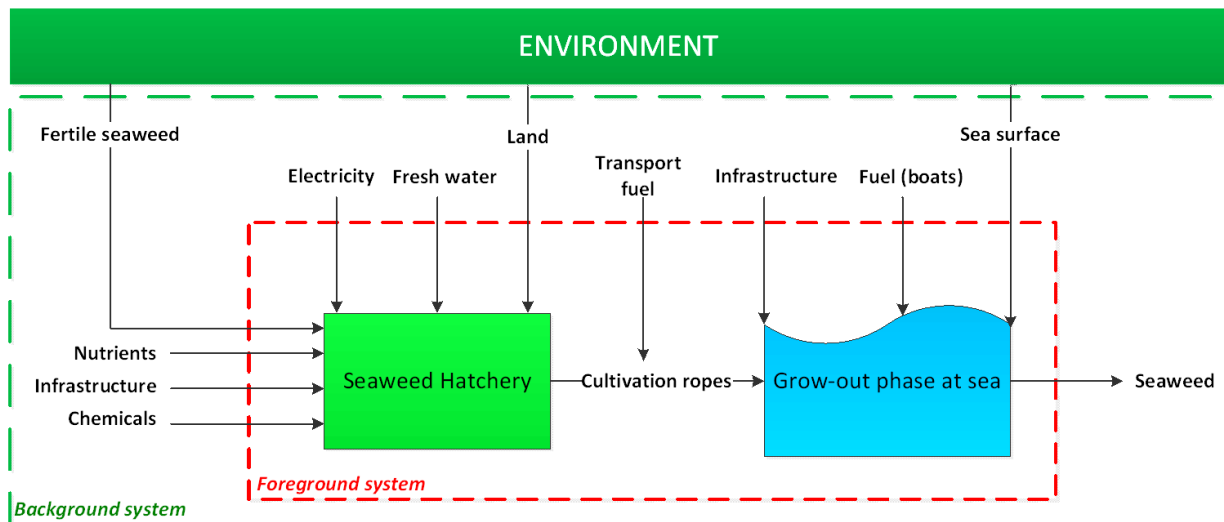 ENVIRONMENT
Fertile seaweed
Land
Sea surface
Electricity
Fresh water
Transport
fuel
Infrastructure
Fuel (boats)
Nutrients
Infrastructure
Chemicals
Seaweed Hatchery
Cultivation ropes
Grow-out phase at sea
Seaweed
Foreground system
Background system